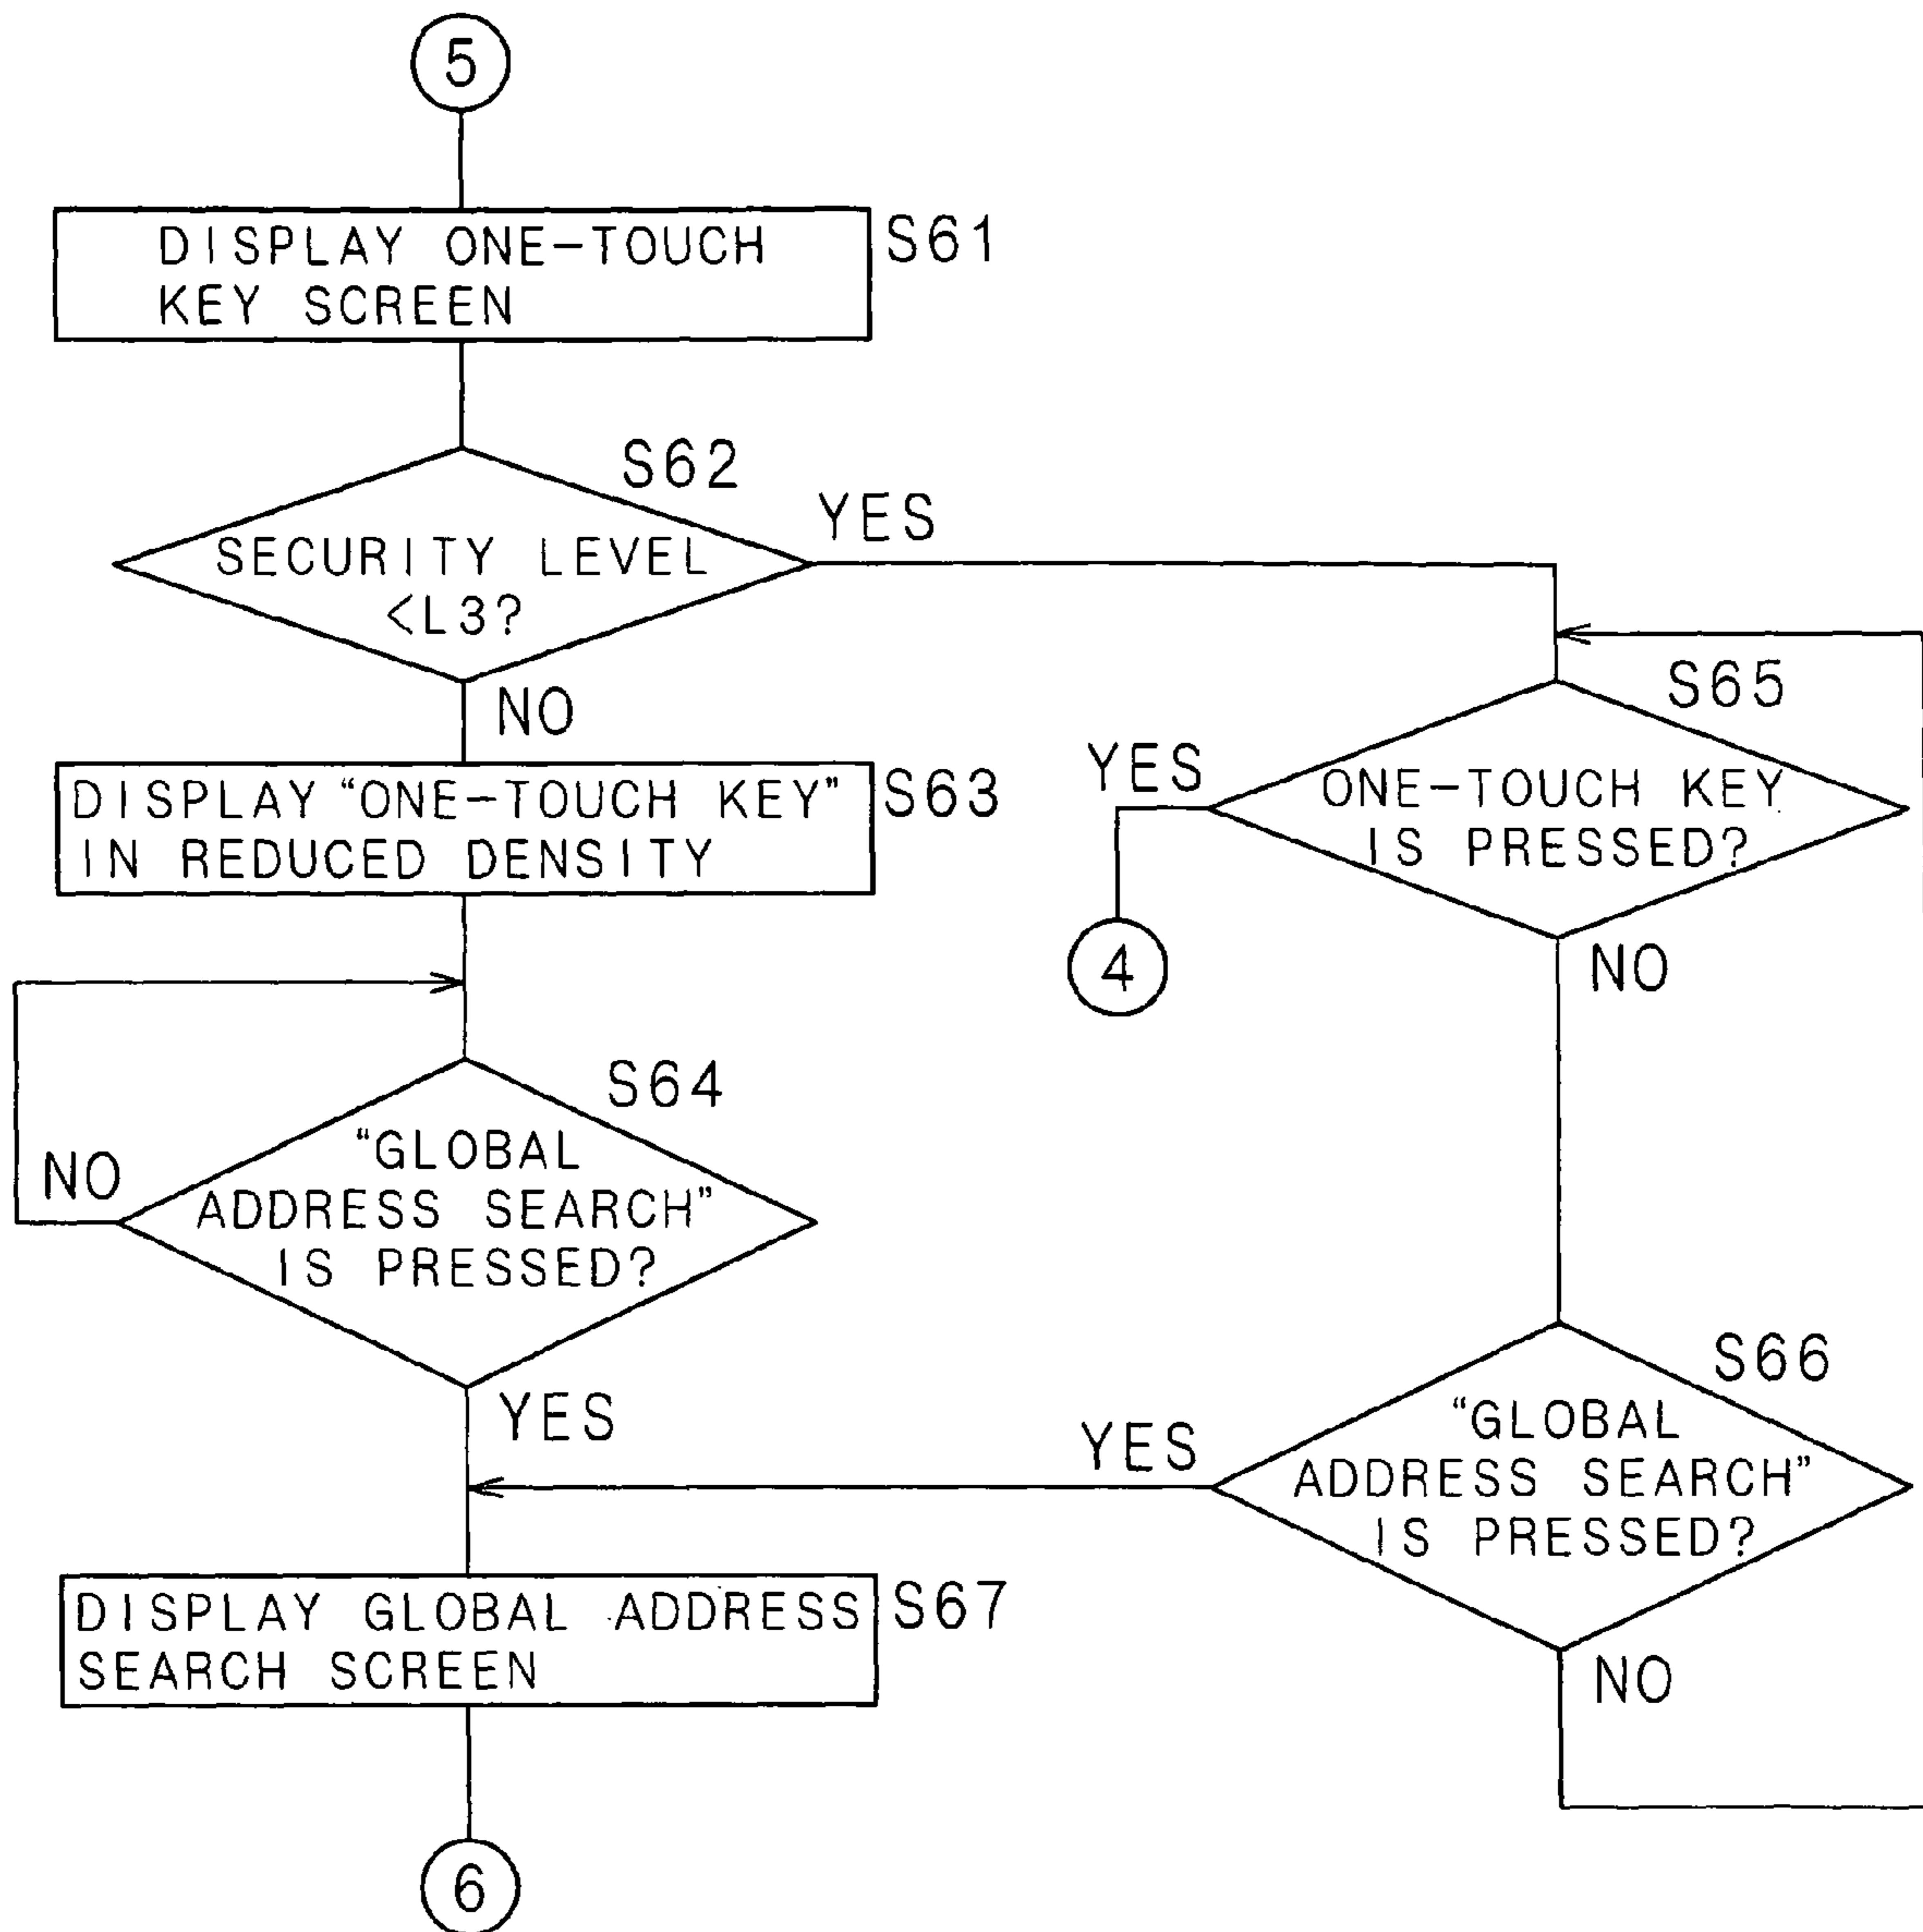 5
DISPLAY ONE-TOUCH
KEY SCREEN
S61
S62
SECURITY LEVEL
<L3?
YES
NO
DISPLAY “ONE-TOUCH KEY”
IN REDUCED DENSITY
S63
S65
ONE-TOUCH KEY
IS PRESSED?
YES
4
NO
S64
“GLOBAL
ADDRESS SEARCH”
IS PRESSED?
NO
YES
S66
“GLOBAL
ADDRESS SEARCH”
IS PRESSED?
YES
NO
DISPLAY GLOBAL ADDRESS
SEARCH SCREEN
S67
6